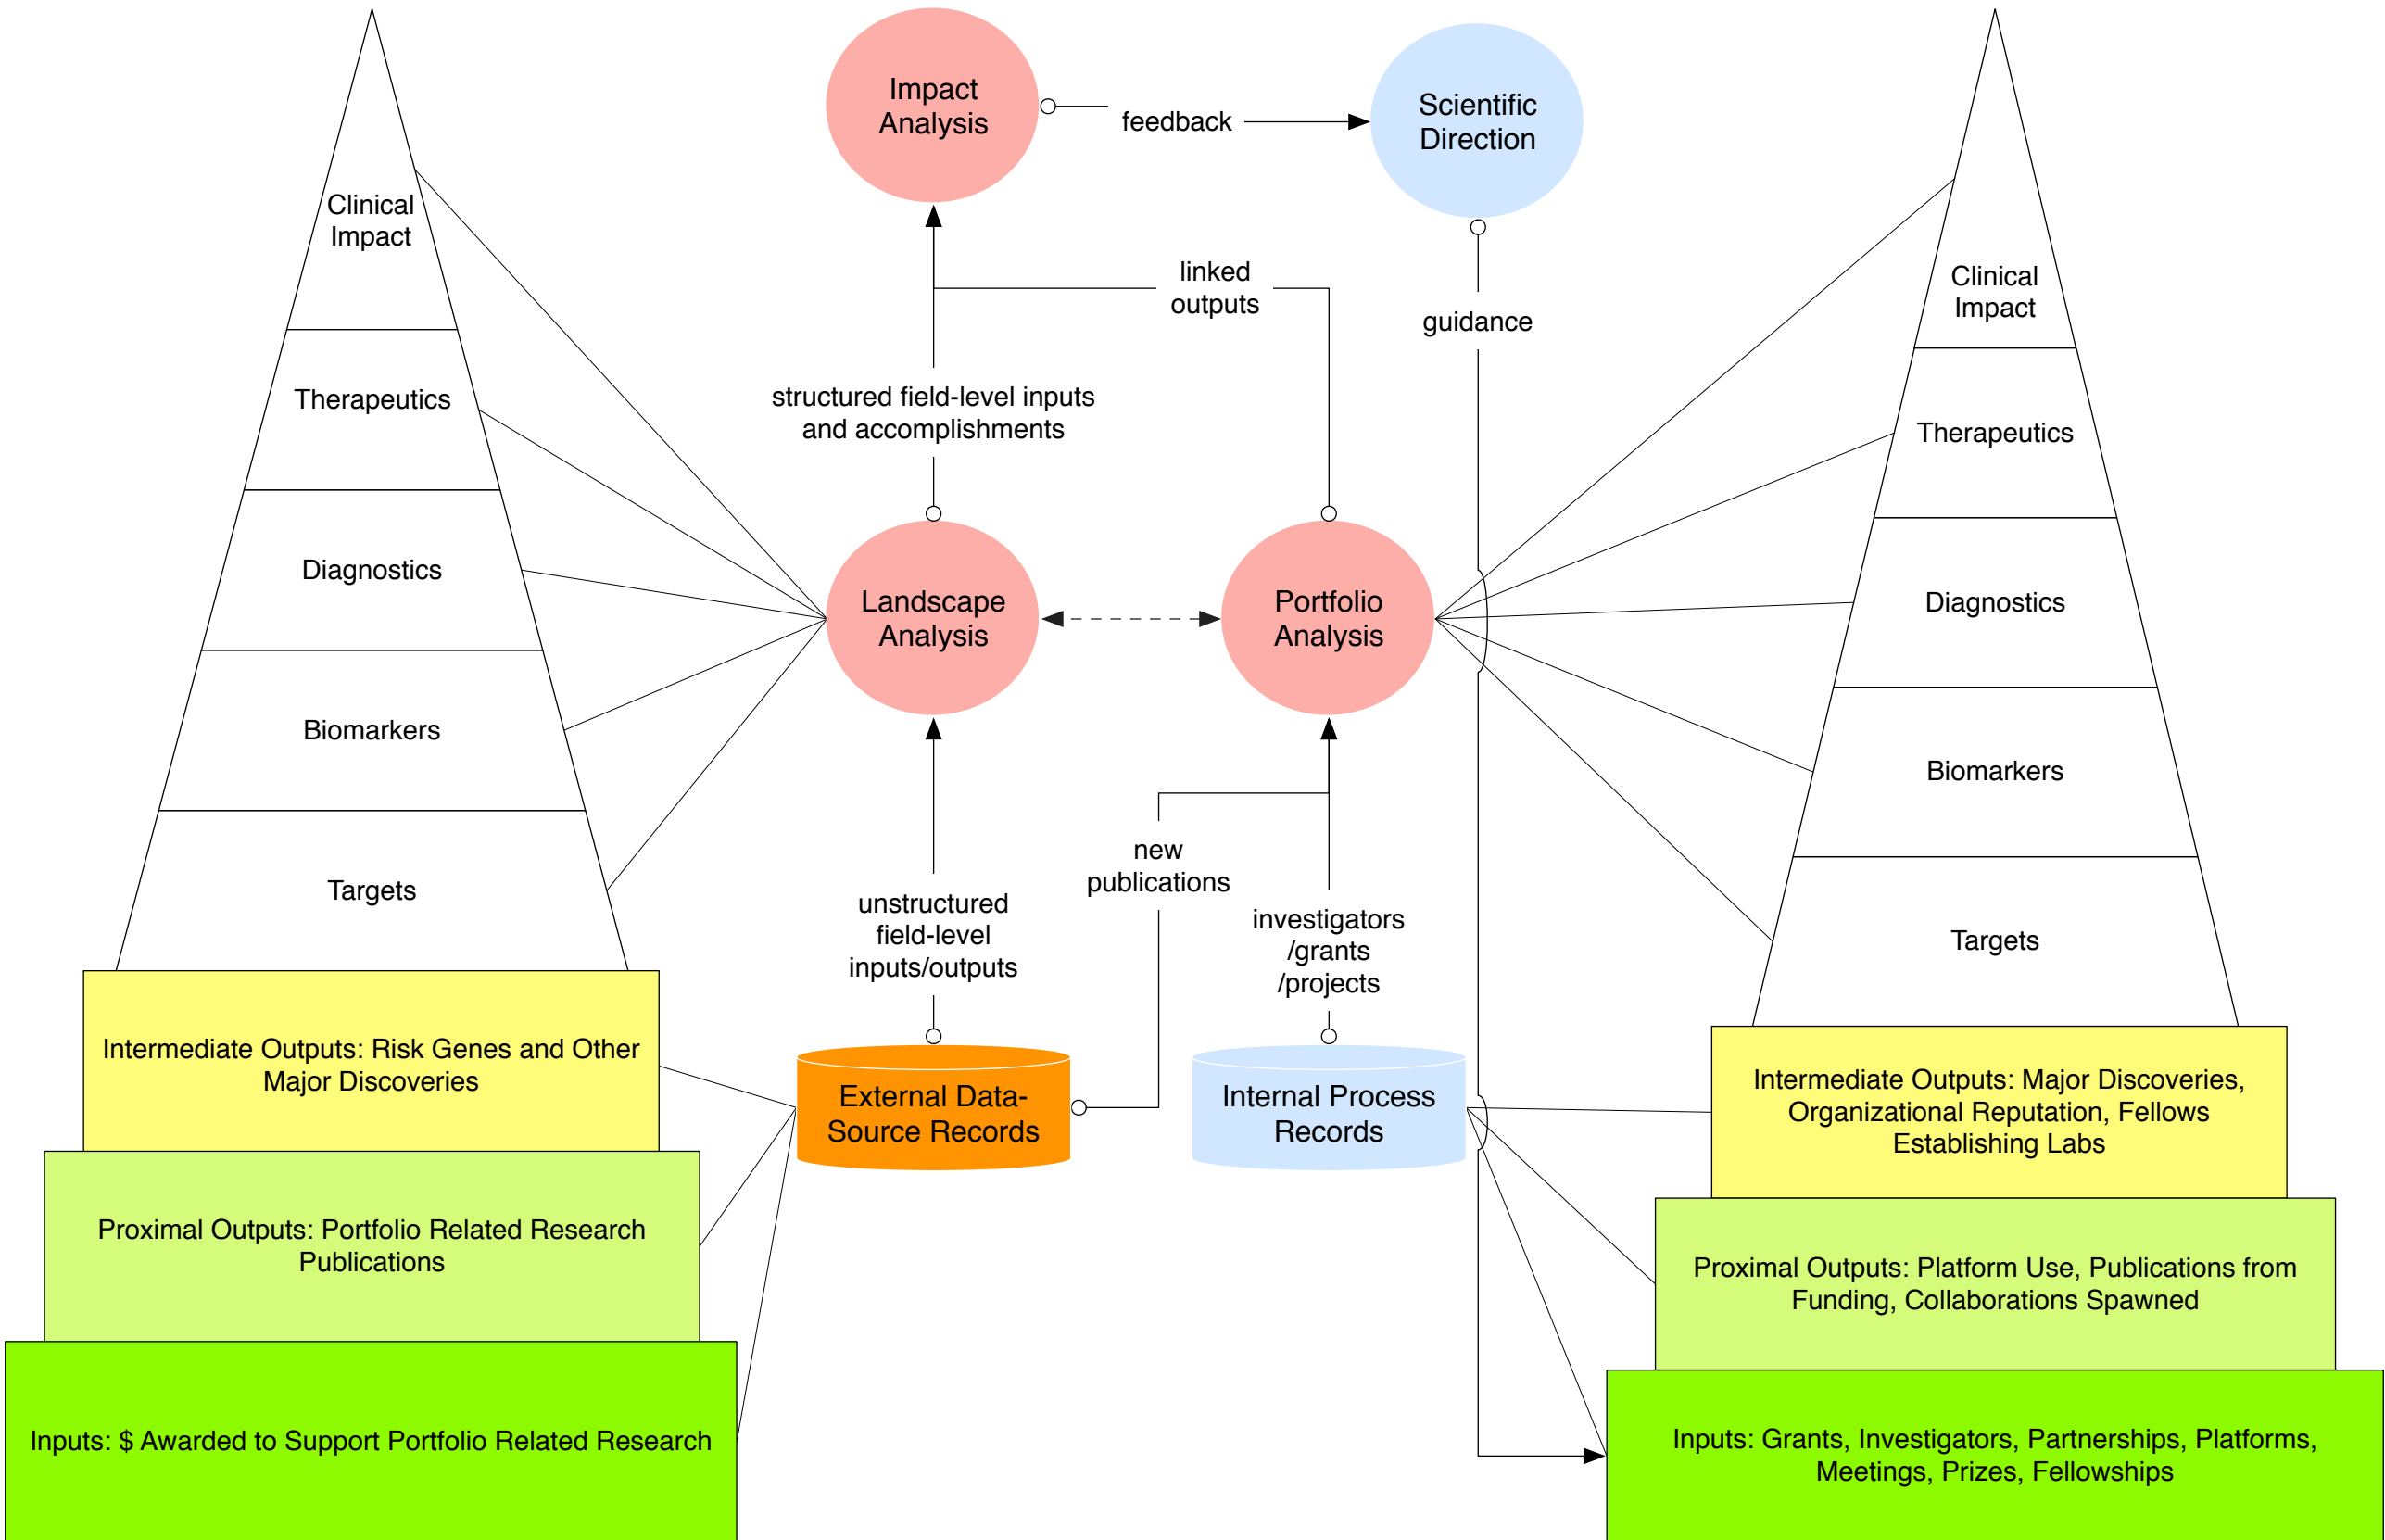 Impact
Analysis
feedback
Scientific
Direction
Clinical
Impact
linked
outputs
guidance
Clinical
Impact
Therapeutics
structured field-level inputs
and accomplishments
Therapeutics
Diagnostics
Landscape
Analysis
Portfolio
Analysis
Diagnostics
Biomarkers
Biomarkers
Targets
new
publications
unstructured
field-level
inputs/outputs
investigators
/grants
/projects
Targets
Intermediate Outputs: Risk Genes and Other
Major Discoveries
External Data-
Source Records
Internal Process
Records
Intermediate Outputs: Major Discoveries,
Organizational Reputation, Fellows
Establishing Labs
Proximal Outputs: Portfolio Related Research
Publications
Proximal Outputs: Platform Use, Publications from
Funding, Collaborations Spawned
Inputs: $ Awarded to Support Portfolio Related Research
Inputs: Grants, Investigators, Partnerships, Platforms,
Meetings, Prizes, Fellowships